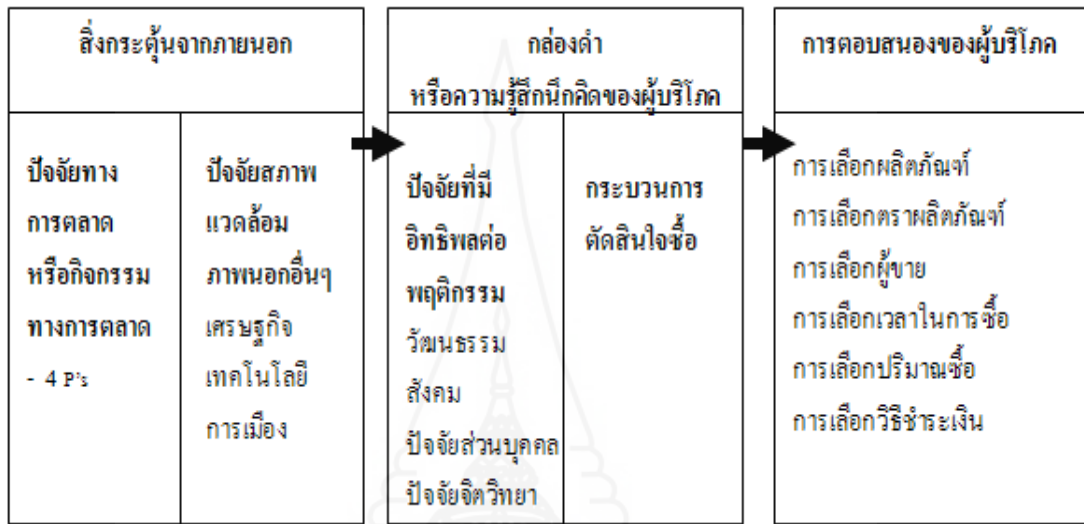 สิ่งกระตุ้นจากภายนอก
ปัจจัยทาง
การตลาด
หรือกิจกรรม
ทางการตลาด
- 4 P's
ปัจจัยสภาพ
แวดล้อม
ภาพนอกอื่นๆ
เศรษฐกิจ
เทคโนโลยี
การเมือง
กล่องดำ
หรือความรู้สึกนึกคิดของผู้บริโภค
ปัจจัยที่มี
อิทธิพลต่อ
พฤติกรรม
วัฒนธรรม
สังคม
ปัจจัยส่วนบุคคล
ปัจจัยจิตวิทยา
กระบวนการ
ตัดสินใจซื้อ
การตอบสนองของผู้บริโภค
การเลือกผลิตภัณฑ์
การเลือกตราผลิตภัณฑ์
การเลือกผู้ขาย
การเลือกเวลาในการซื้อ
การเลือกปริมาณซื้อ
การเลือกวิธีชำระเงิน